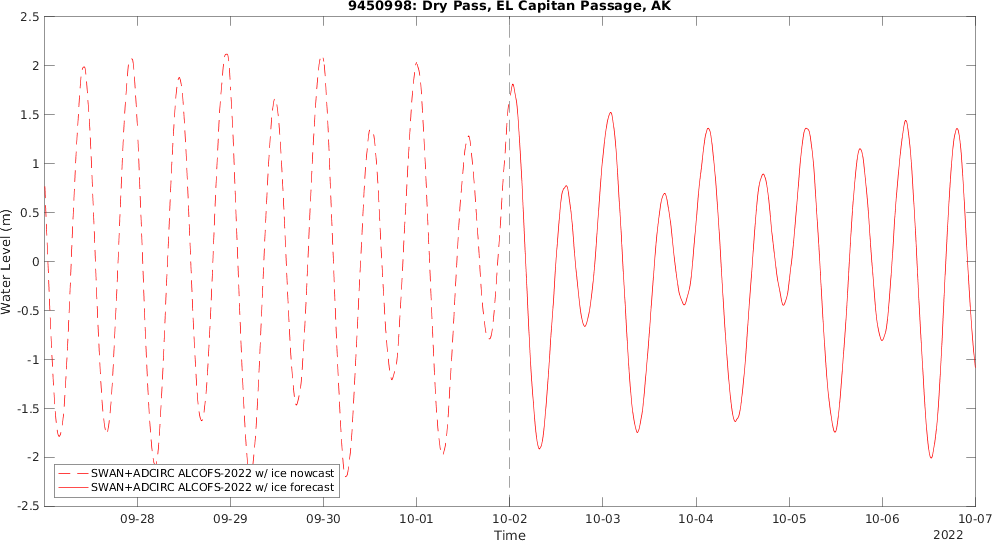 9450998: Dry Pass, EL Capitan Passage, AK
Water Level (m)
2.5
2
1.5
1
0.5
0
-0.5
-1
-1.5
-2
-2.5
SWAN+ADCIRC ALCOFS-2022 w/ ice nowcast
SWAN+ADCIRC ALCOFS-2022 w/ ice forecast
09-28 09-29 09-30 10-01 10-02 10-03 10-04 10-05 10-06 10-07
Time
2022